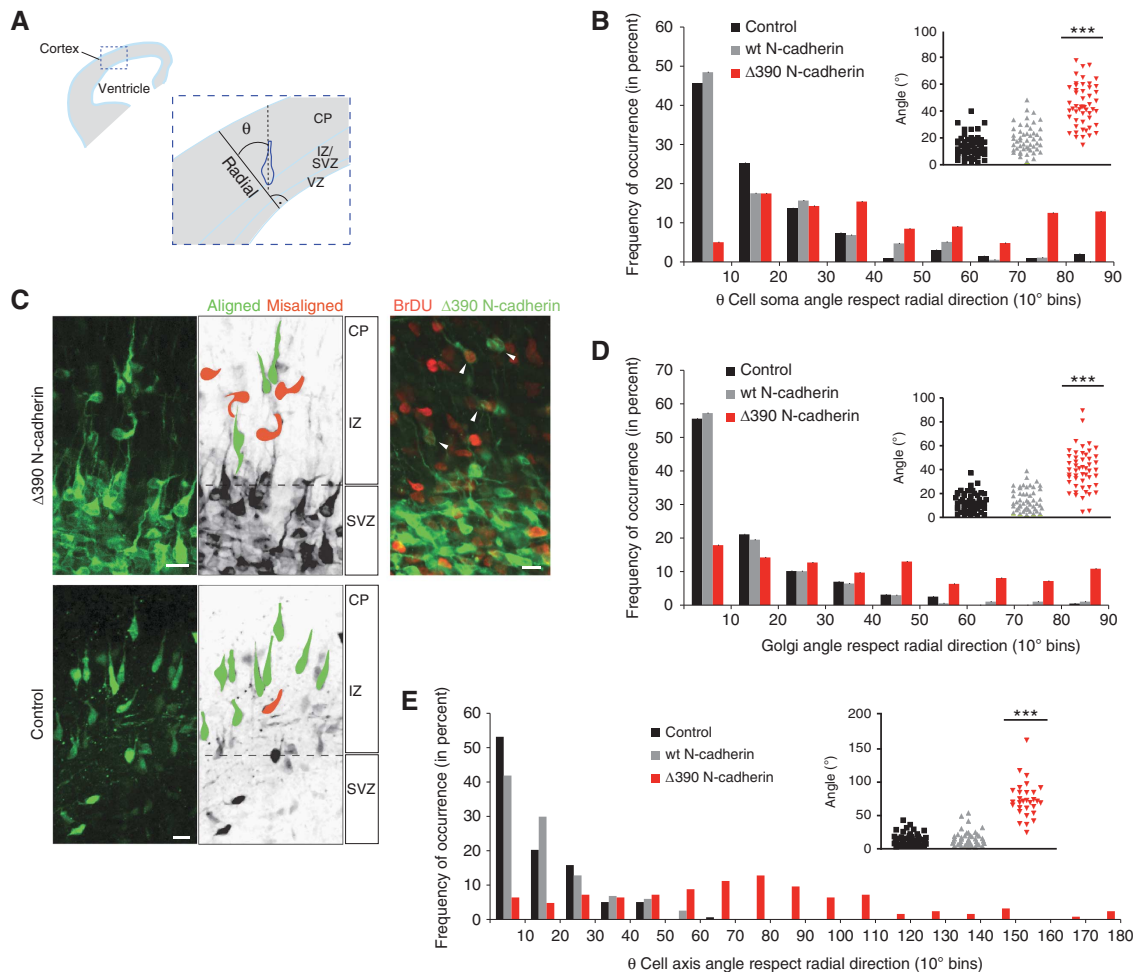 A
Cortex
Ventricle
θ
Radial
CP
IZ/
SVZ
VZ
B
Frequency of occurrence (in percent)
60
50
40
30
20
10
0
Control
wt N-cadherin
Δ390 N-cadherin
Angle (°)
100
80
60
40
20
0
***
10 20 30 40 50 60 70 80 90
θ Cell soma angle respect radial direction (10° bins)
C
Aligned Misaligned
BrDU Δ390 N-cadherin
Δ390 N-cadherin
CP
IZ
SVZ
Control
CP
IZ
SVZ
D
Frequency of occurrence (in percent)
70
60
50
40
30
20
10
0
Control
wt N-cadherin
Δ390 N-cadherin
Angle (°)
100
80
60
40
20
0
***
10 20 30 40 50 60 70 80 90
Golgi angle respect radial direction (10° bins)
E
Frequency of occurrence (in percent)
60
50
40
30
20
10
0
Control
wt N-cadherin
Δ390 N-cadherin
Angle (°)
200
150
100
50
0
***
10 20 30 40 50 60 70 80 90 100 110 120 130 140 150 160 170 180
θ Cell axis angle respect radial direction (10° bins)